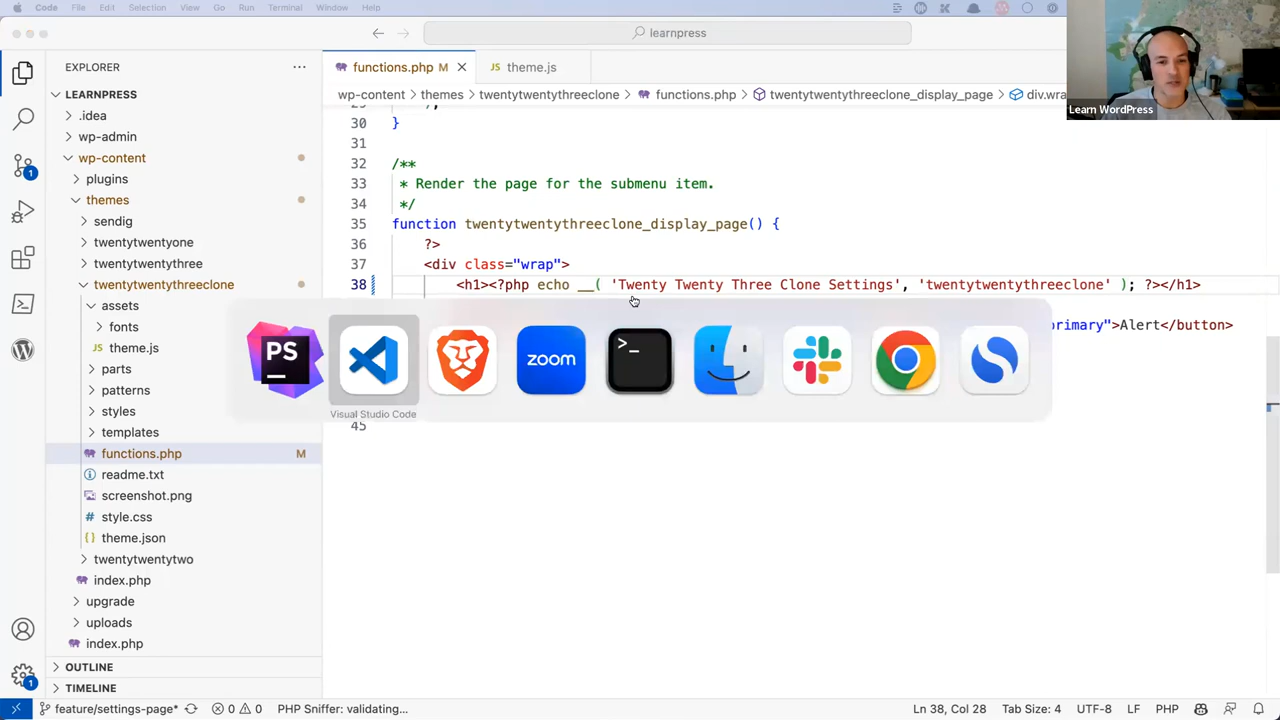 Code File Edit Selection View Go Run Terminal Window Help
learnpress
EXPLORER
functions.php M
JS theme.js
Learn WordPress
LEARNPRESS
wp-content > themes > twentytwentythreeclone > functions.php > twentytwentythreeclone_display_page > div.wra
.idea
wp-admin
wp-content
plugins
themes
sendig
twentytwentyone
twentytwentythree
twentytwentythreeclone
assets
fonts
JS theme.js
parts
patterns
styles
templates
functions.php M
readme.txt
screenshot.png
style.css
theme.json
twentytwentytwo
index.php
upgrade
uploads
index.php
OUTLINE
TIMELINE
30 }
31
32 /**
33 * Render the page for the submenu item.
34 */
35 function twentytwentythreeclone_display_page() {
36 ?>
37 <div class="wrap">
38 <h1><?php echo __( 'Twenty Twenty Three Clone Settings', 'twentytwentythreeclone' ); ?></h1>
primary">Alert</button>
45
PS
zoom
>_
Visual Studio Code
1
1
feature/settings-page* 0 0 PHP Sniffer: validating... Ln 38, Col 28 Tab Size: 4 UTF-8 LF PHP